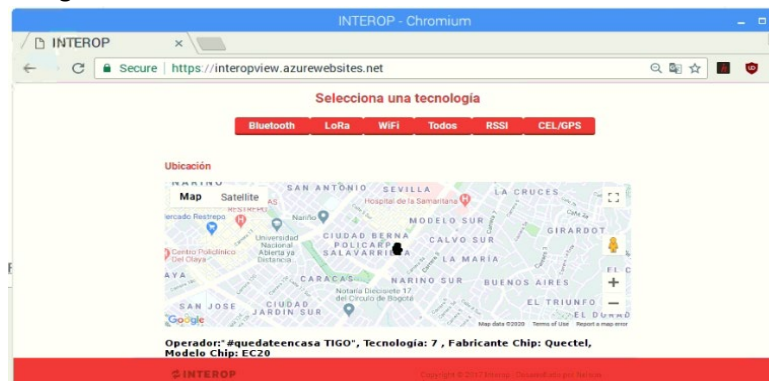 INTEROP - Chromium
INTEROP
Secure | https://interopview.azurewebsites.net
Selecciona una tecnología
Bluetooth LoRa WiFi Todos RSSI CEL/GPS
Ubicación
Map Satellite
SAN ANTONIO SEVILLA LA CRUCES
Hospital de la Samaritana
Mercado Restrepo
Nariño
MODELO SUR
GIRARDOT
Universidad
Nacional
Abierta ya
Distancia
CIUDAD BERNA
POLICARPA
SALAVARRIETA
CALVO SUR
Centro Policlínico
Del Olaya
LA MARÍA
CARACAS
NARIÑO SUR
BUENOS AIRES
Notaría Diecisiete 17
del Círculo de Bogotá
SAN JOSE
CIUDAD
JARDIN SUR
EL TRIUNFO
Google
Map data ©2020 Terms of Use Report a map error
Operador:"#quedateencasa TIGO", Tecnología: 7 , Fabricante Chip: Quectel,
Modelo Chip: EC20
INTEROP